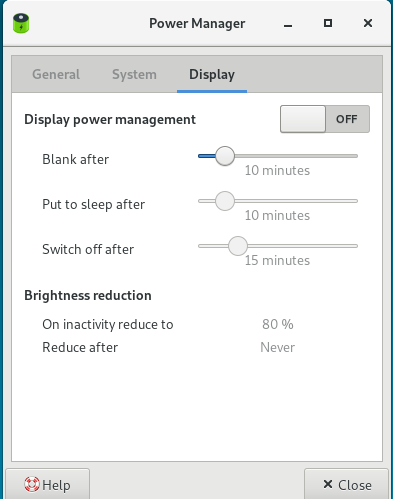 Power Manager
General System Display
Display power management OFF
Blank after
10 minutes
Put to sleep after
10 minutes
Switch off after
15 minutes
Brightness reduction
On inactivity reduce to 80 %
Reduce after Never
Help Close